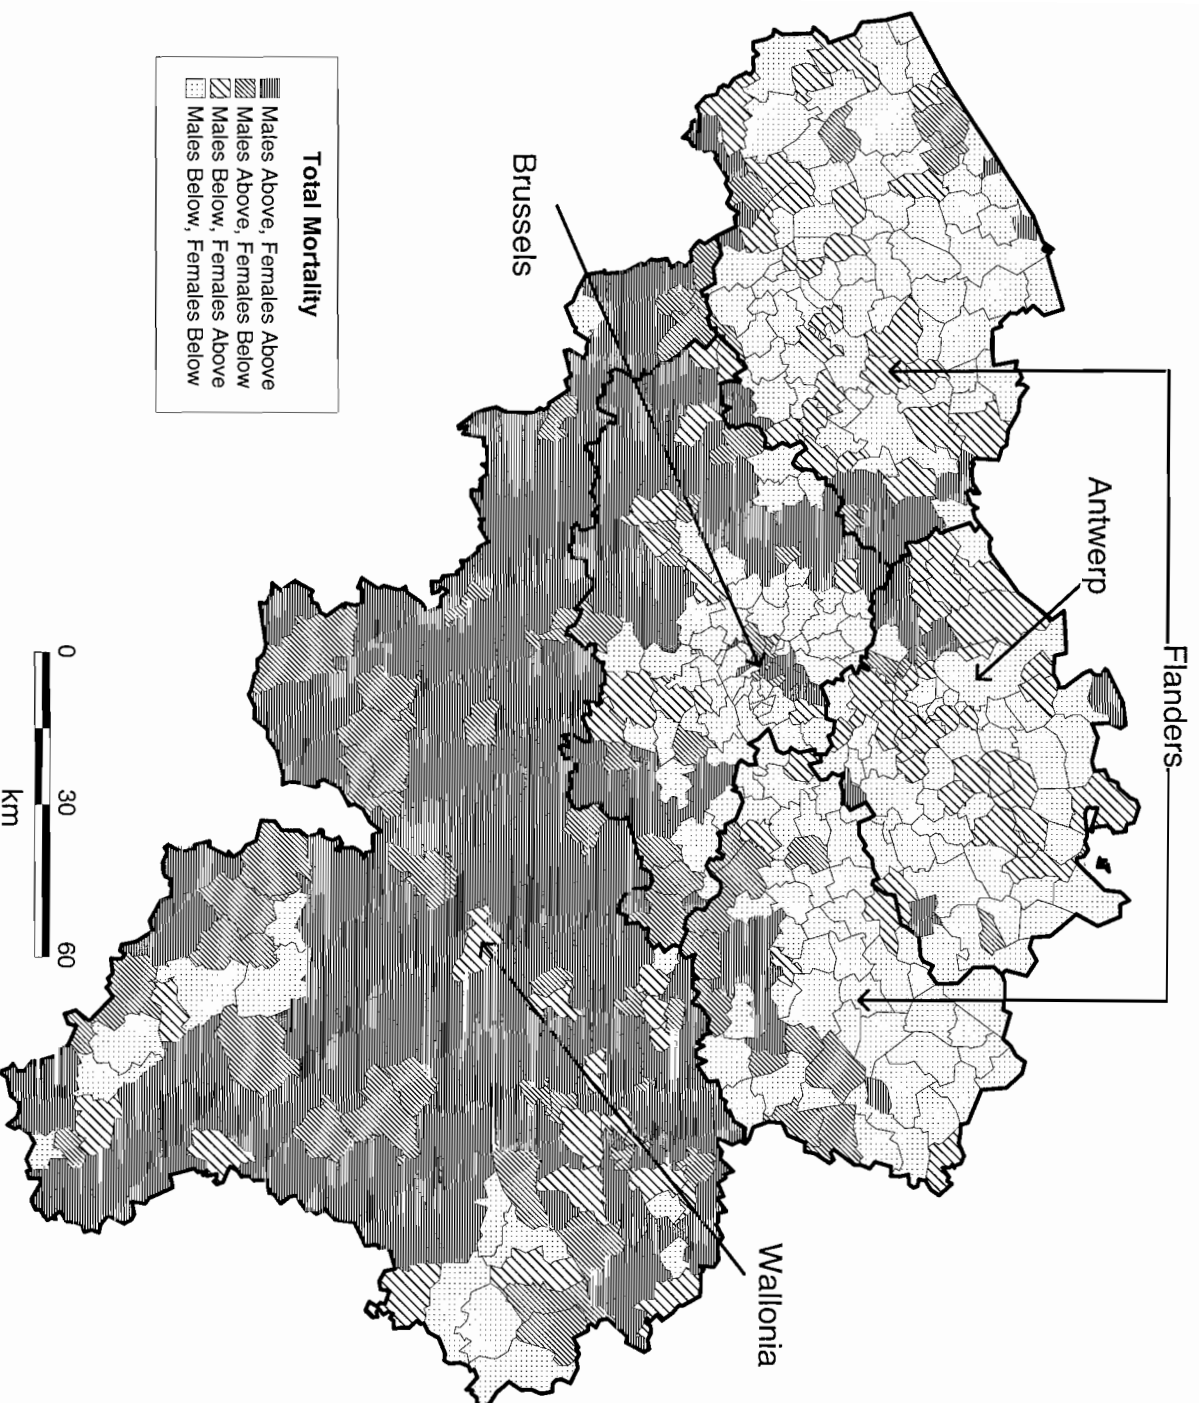 Flanders
Antwerp
Brussels
Wallonia
Total Mortality
Males Above, Females Above
Males Above, Females Below
Males Below, Females Above
Males Below, Females Below
0
30
60
km